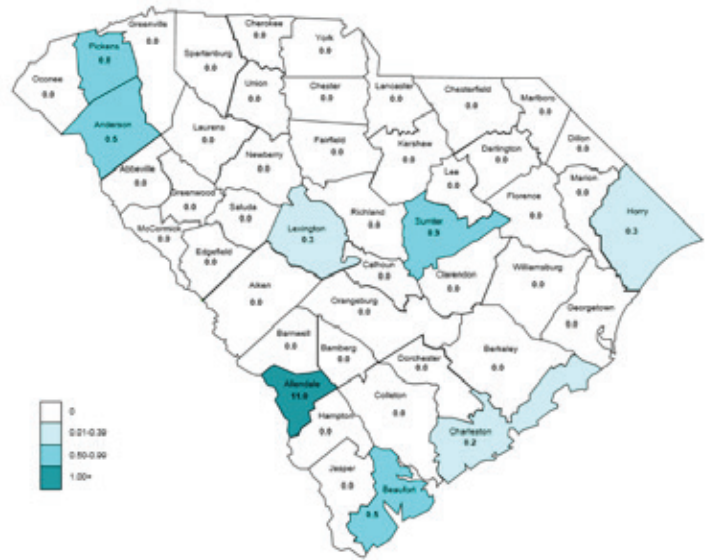 Greenville
0.0
Cherokee
0.0
York
0.0
Pickens
Spartanburg
0.0
Oconee
0.0
Union
0.0
Chester
0.0
Lancaster
0.0
Chesterfield
0.0
Marlboro
0.0
Anderson
0.5
Laurens
0.0
Fairfield
0.0
Kershaw
0.0
Darlington
0.0
Dillon
0.0
Newberry
0.0
Abbeville
0.0
Greenwood
0.0
Lee
0.0
Marion
0.0
Saluda
0.0
Florence
0.0
Richland
0.0
Horry
0.3
McCormick
0.0
Lexington
0.3
Sumter
0.9
Edgefield
0.0
Calhoun
0.0
Clarendon
0.0
Williamsburg
0.0
Aiken
0.0
Orangeburg
0.0
Georgetown
0.0
Barnwell
0.0
Bamberg
0.0
Dorchester
0.0
Berkeley
0.0
Allendale
11.0
Colleton
0.0
Hampton
0.0
Charleston
0.2
Jasper
0.0
Beaufort
0.5
0
0.01-0.39
0.50-0.99
1.00+